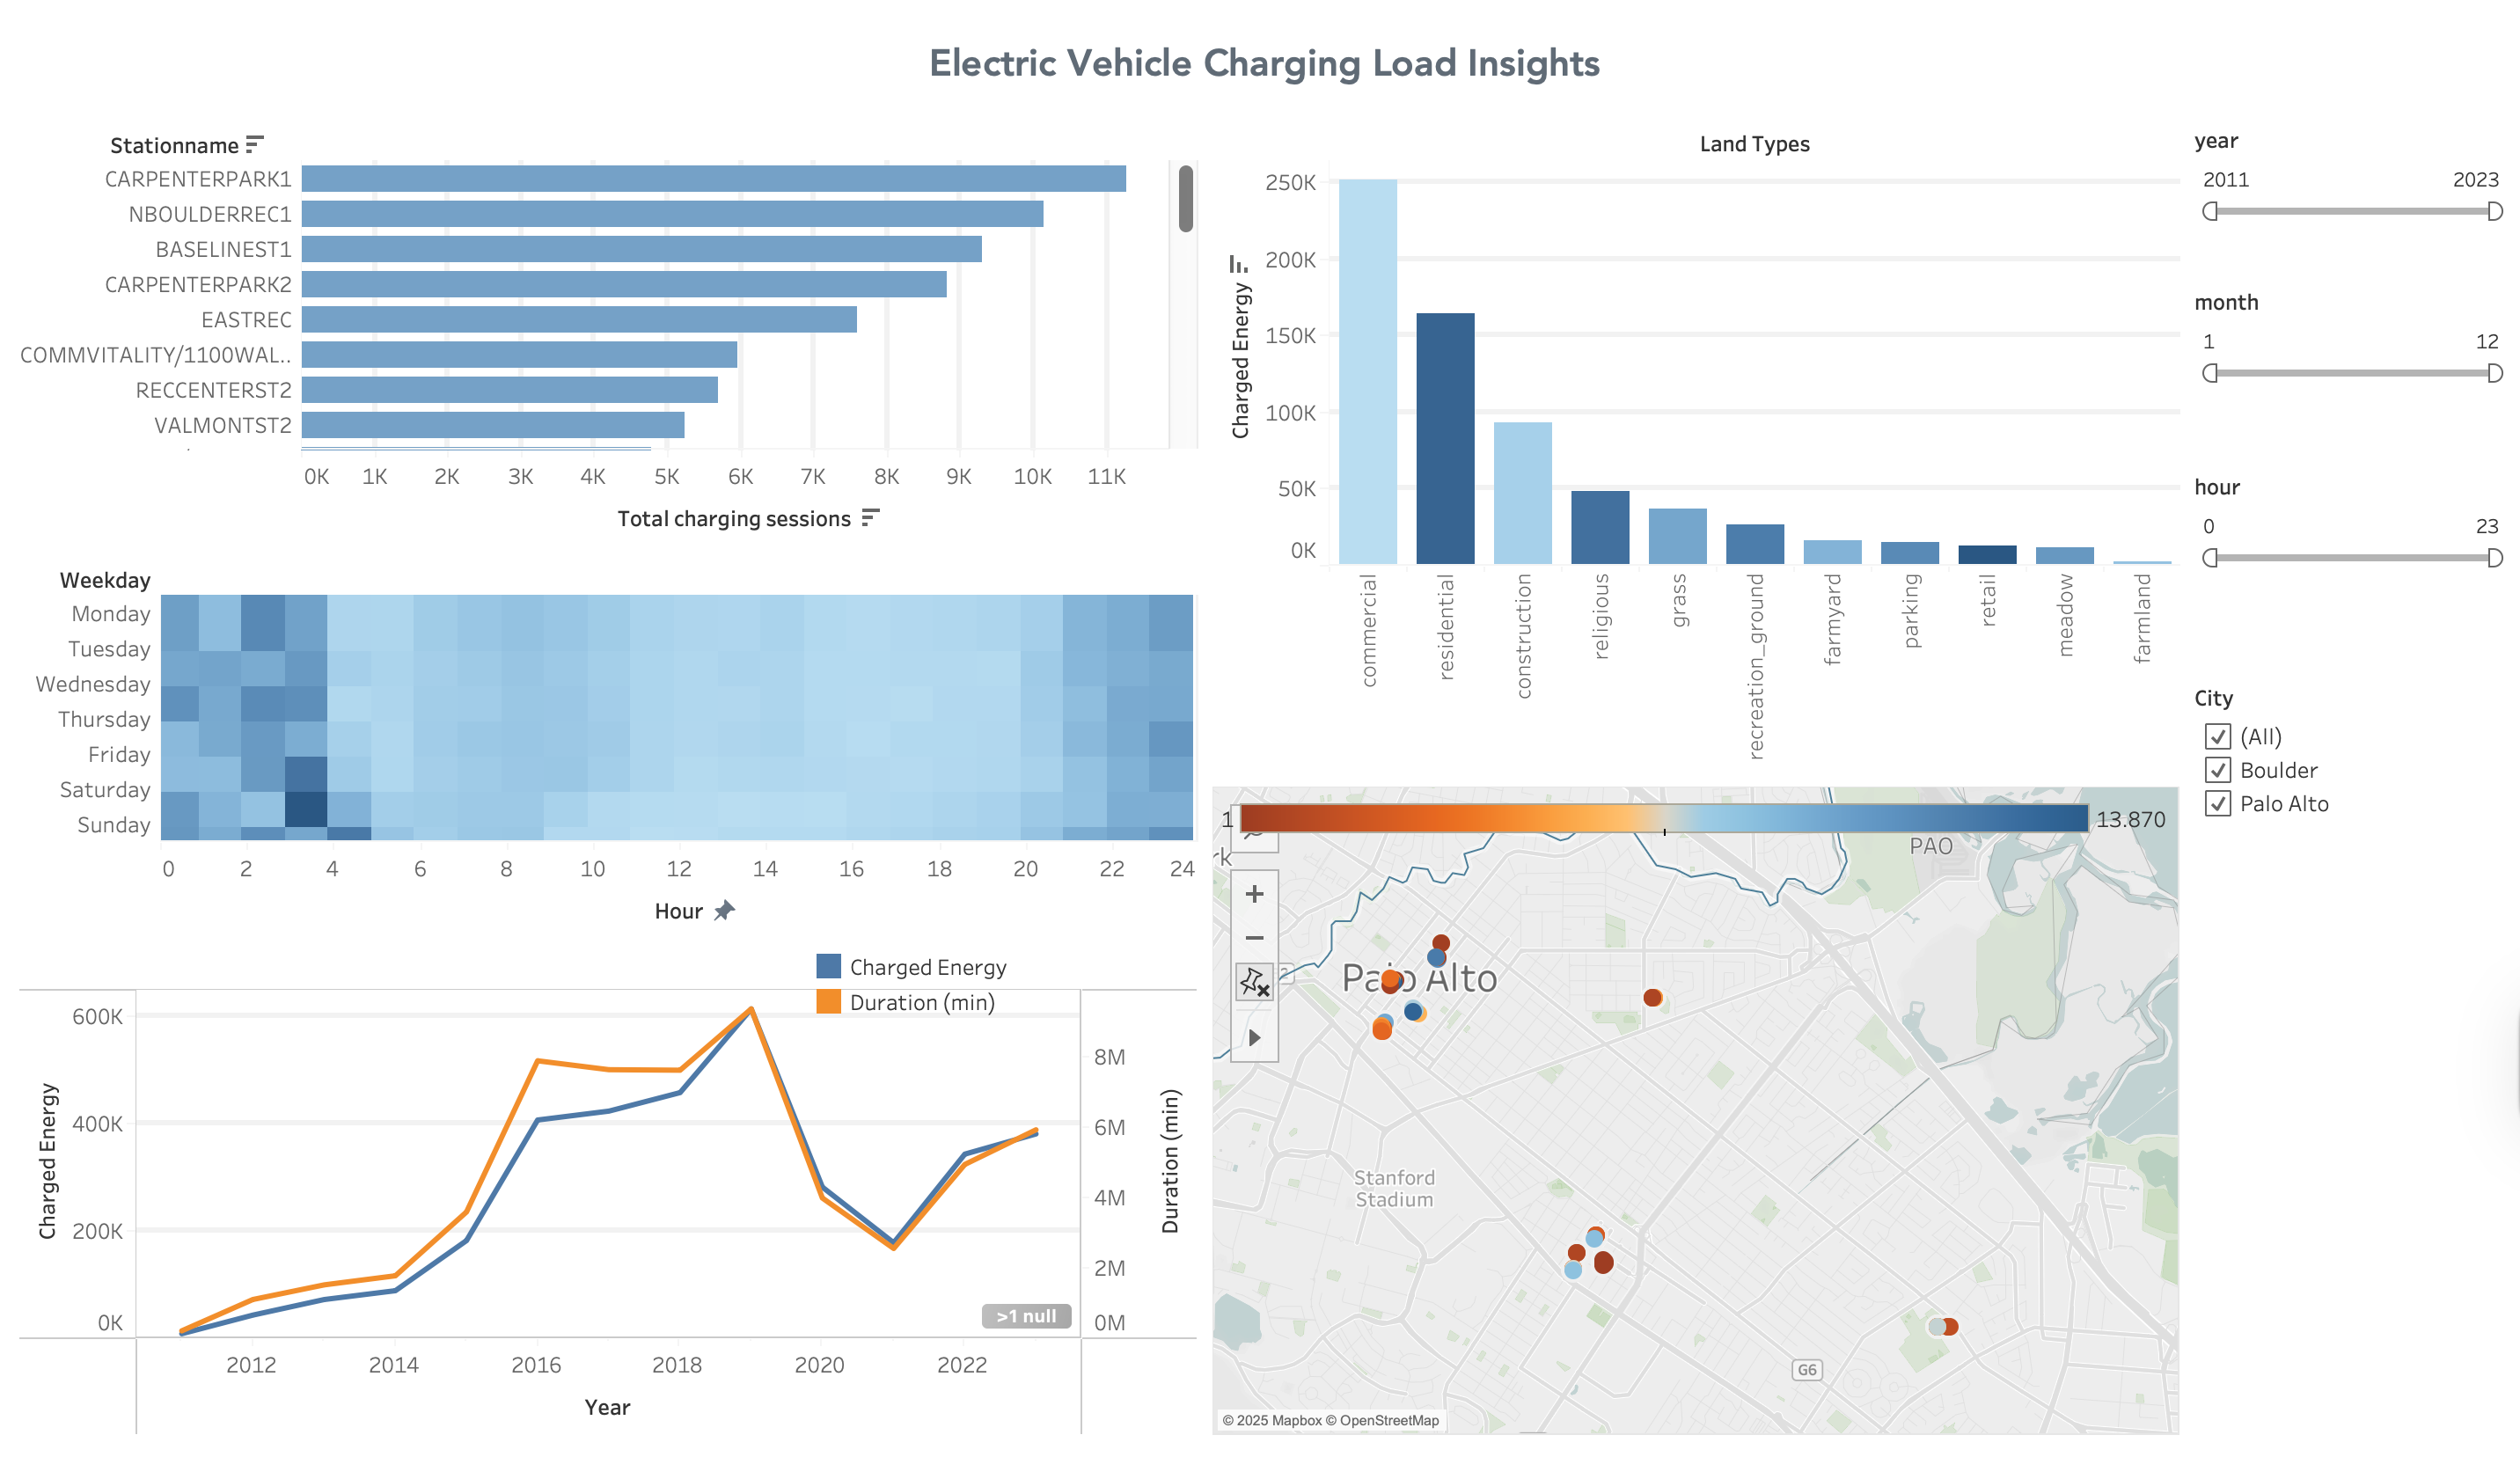 Electric Vehicle Charging Load Insights
Stationname
CARPENTERPARK1
NBOULDERREC1
BASELINEST1
CARPENTERPARK2
EASTREC
COMMVITALITY/1100WAL..
RECCENTERST2
VALMONTST2
0K 1K 2K 3K 4K 5K 6K 7K 8K 9K 10K 11K
Total charging sessions
Weekday
Monday
Tuesday
Wednesday
Thursday
Friday
Saturday
Sunday
0 2 4 6 8 10 12 14 16 18 20 22 24
Hour
Charged Energy
Duration (min)
Charged Energy
600K
400K
200K
0K
8M
6M
4M
2M
0M
Duration (min)
>1 null
2012 2014 2016 2018 2020 2022
Year
Land Types
Charged Energy
250K
200K
150K
100K
50K
0K
commercial
residential
construction
religious
grass
recreation_ground
farmyard
parking
retail
meadow
farmland
1 13.870
rk
PAO
Palo Alto
Stanford
Stadium
G6
© 2025 Mapbox © OpenStreetMap
year
2011 2023
month
1 12
hour
0 23
City
(All)
Boulder
Palo Alto